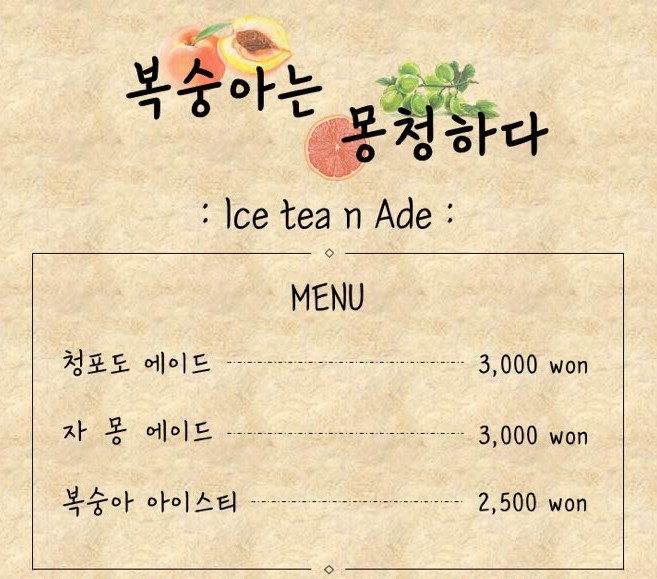 복숭아는
몽청하다
: Ice tea n Ade :
MENU
청포도 에이드 3,000 won
자 몽 에이드 3,000 won
복숭아 아이스티 2,500 won